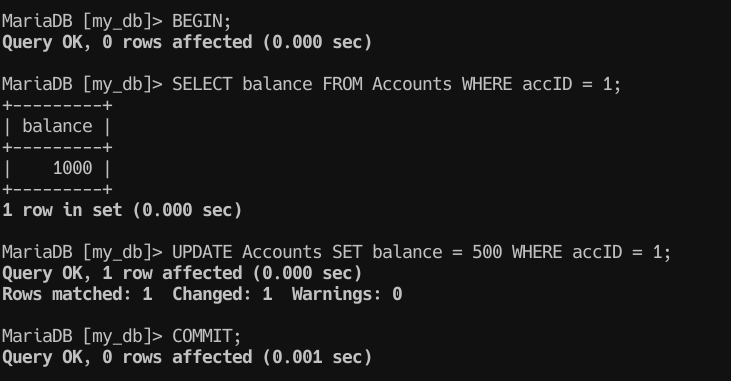 MariaDB [my_db]> BEGIN;
Query OK, 0 rows affected (0.000 sec)
MariaDB [my_db]> SELECT balance FROM Accounts WHERE accID = 1;
+---------+
| balance |
+---------+
|    1000 |
+---------+
1 row in set (0.000 sec)
MariaDB [my_db]> UPDATE Accounts SET balance = 500 WHERE accID = 1;
Query OK, 1 row affected (0.000 sec)
Rows matched: 1  Changed: 1  Warnings: 0
MariaDB [my_db]> COMMIT;
Query OK, 0 rows affected (0.001 sec)